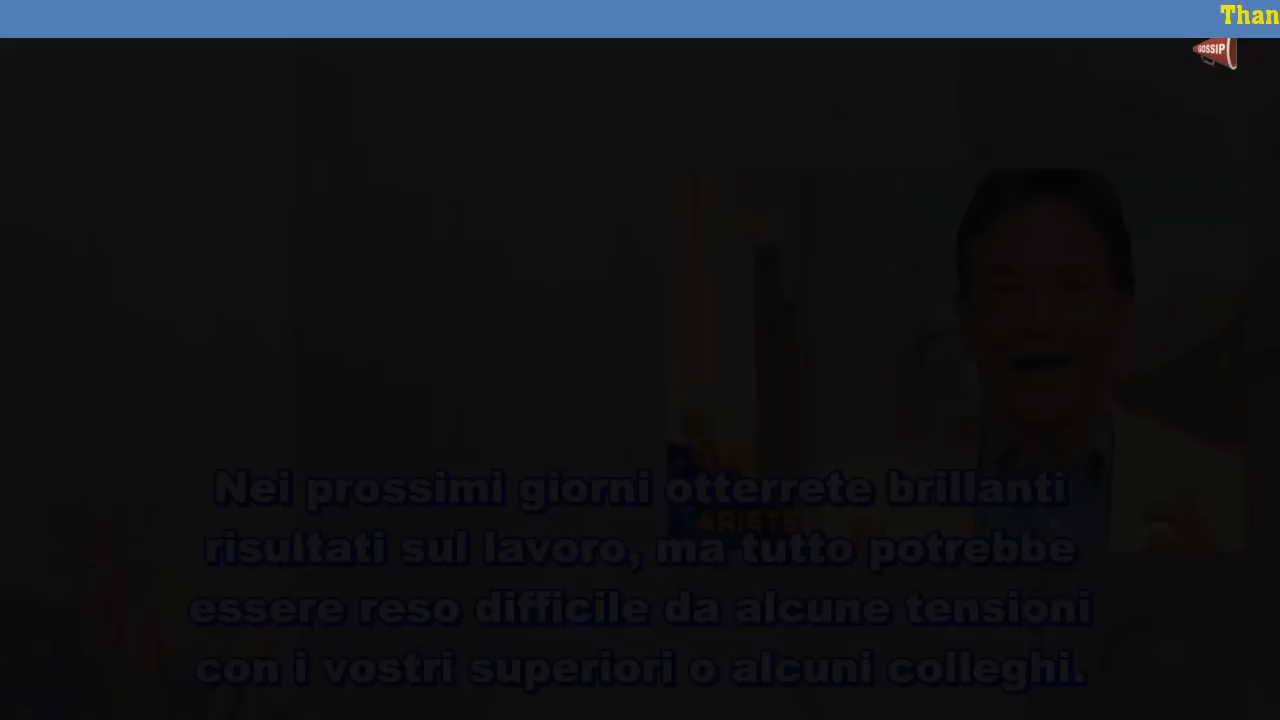 Than
GOSSIP
ARIETE
Nei prossimi giorni otterrete brillanti
risultati sul lavoro, ma tutto potrebbe
essere reso difficile da alcune tensioni
con i vostri superiori o alcuni colleghi.